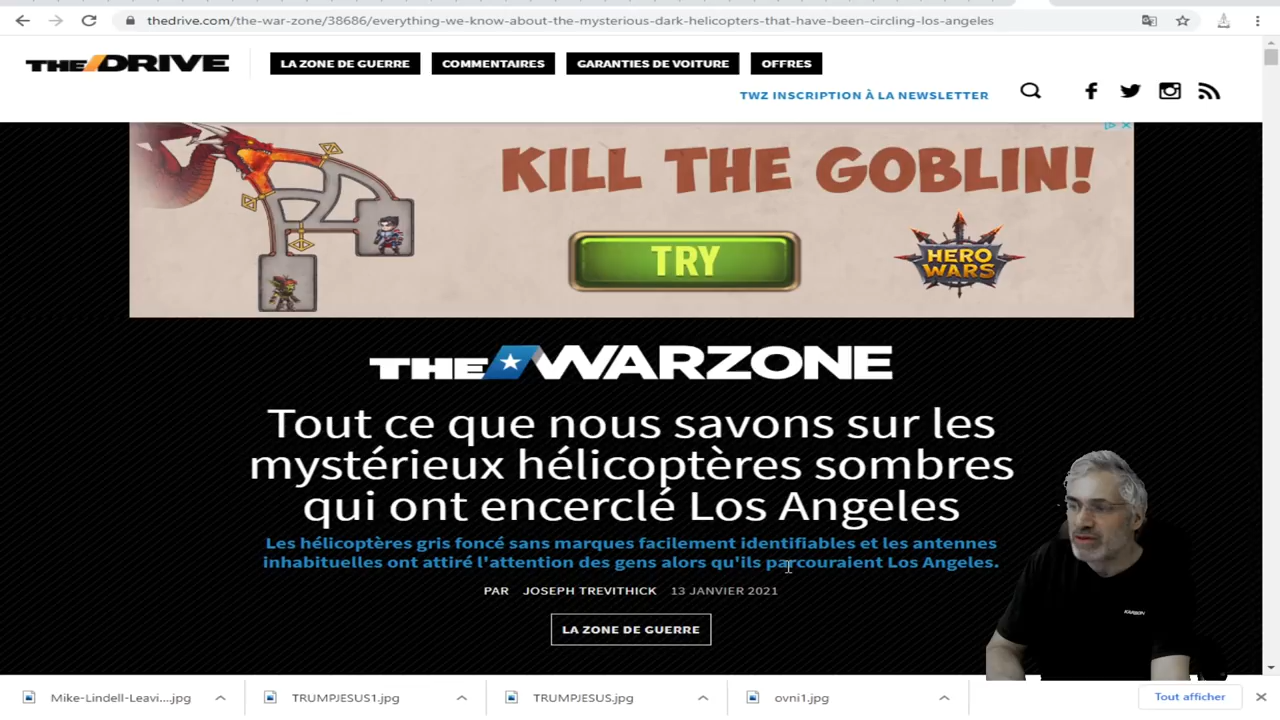 thedrive.com/the-war-zone/38686/everything-we-know-about-the-mysterious-dark-helicopters-that-have-been-circling-los-angeles
THE DRIVE
LA ZONE DE GUERRE
COMMENTAIRES
GARANTIES DE VOITURE
OFFRES
TWZ INSCRIPTION À LA NEWSLETTER
KILL THE GOBLIN!
TRY
HERO
WARS
THE WARZONE
Tout ce que nous savons sur les
mystérieux hélicoptères sombres
qui ont encerclé Los Angeles
Les hélicoptères gris foncé sans marques facilement identifiables et les antennes
inhabituelles ont attiré l'attention des gens alors qu'ils parcouraient Los Angeles.
PAR JOSEPH TREVITHICK 13 JANVIER 2021
LA ZONE DE GUERRE
Mike-Lindell-Leavi....jpg
TRUMPJESUS1.jpg
TRUMPJESUS.jpg
ovni1.jpg
Tout afficher